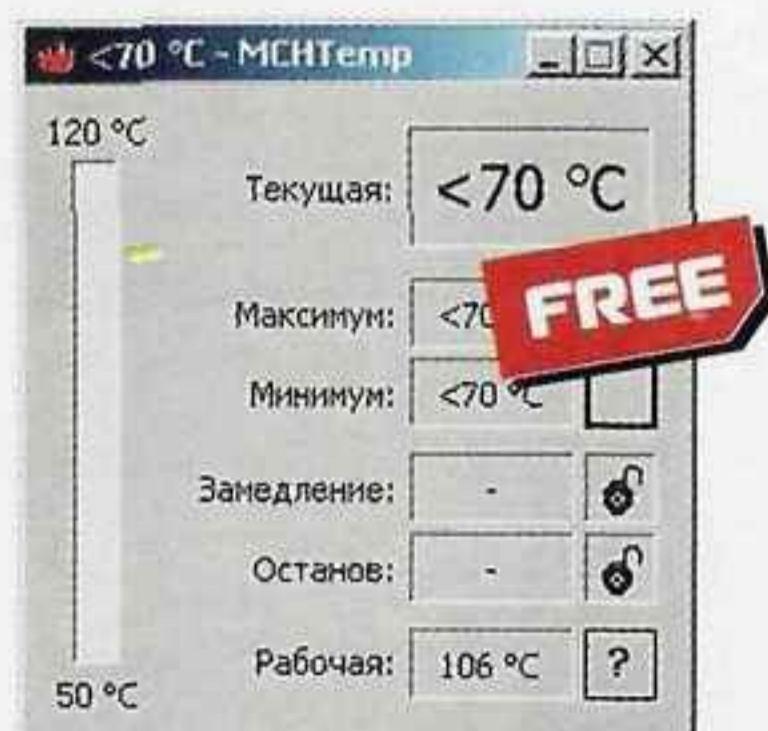 <70 °C - MCHTemp
120 °C
Текущая: <70 °C
FREE
Максимум: <70
Минимум: <70 °C
Замедление: -
Останов: -
Рабочая: 106 °C ?
50 °C